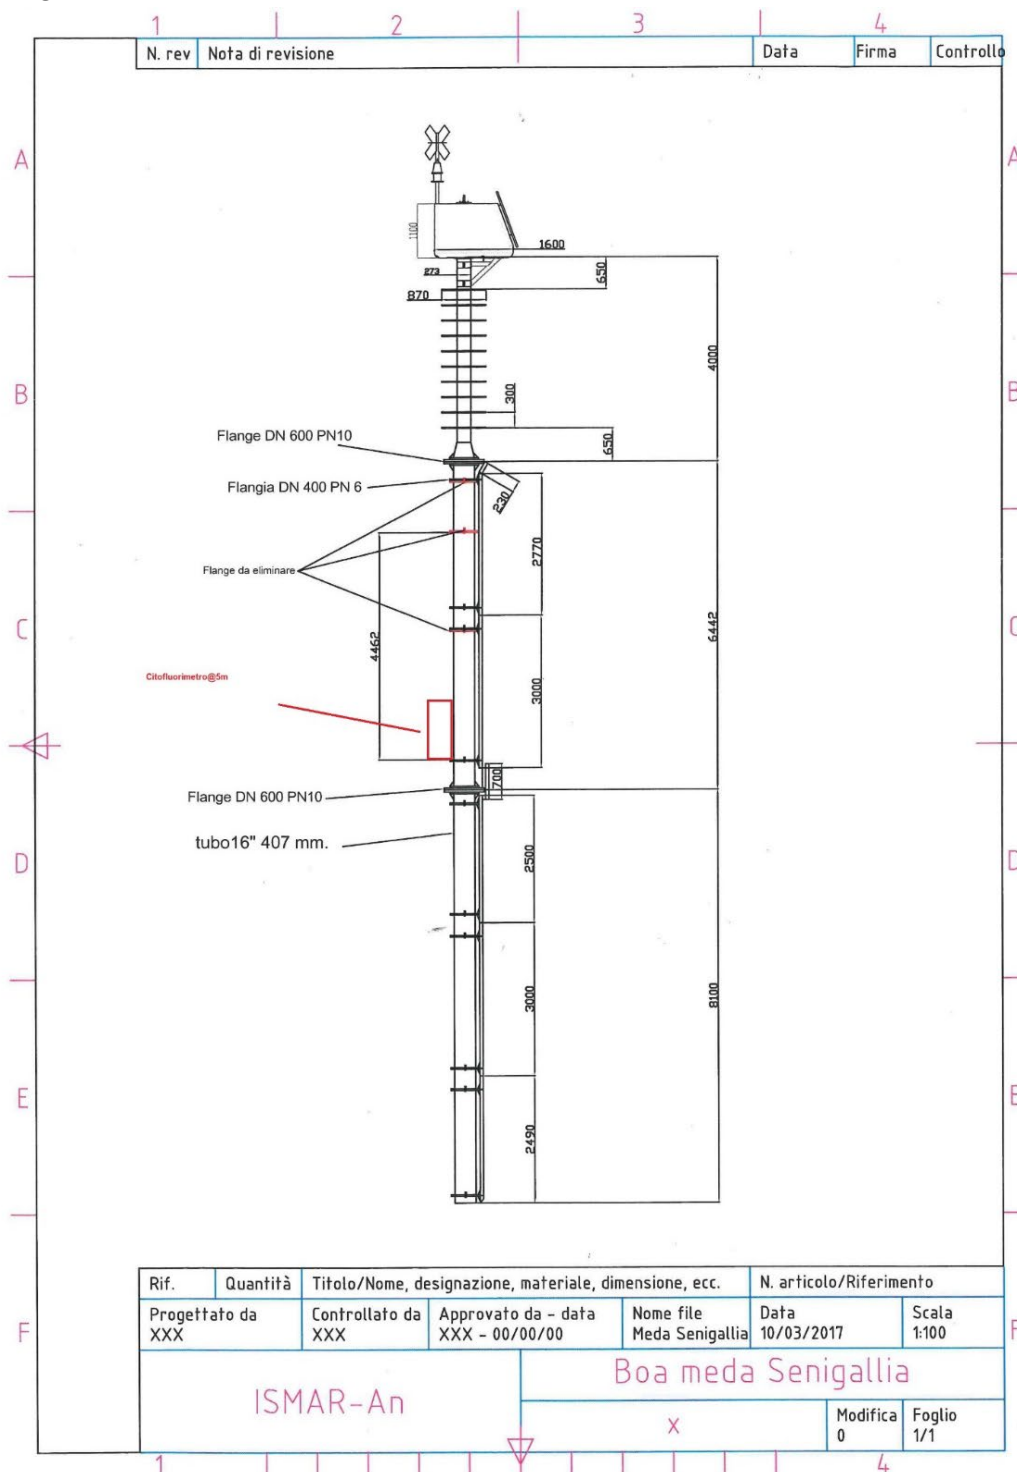 1 2 3 4
N. rev Nota di revisione Data Firma Controllo
A A
1100
1600
650
273
870
4000
B B
300
Flange DN 600 PN10
650
Flangia DN 400 PN 6
230
2770
Flange da eliminare
C C
4462
6442
Citofluorimetro@5m
3000
700
Flange DN 600 PN10
tubo16" 407 mm.
D D
2500
3000
8100
E E
2490
Rif. Quantità Titolo/Nome, designazione, materiale, dimensione, ecc. N. articolo/Riferimento
Progettato da Controllato da Approvato da - data Nome file Data Scala
XXX XXX XXX - 00/00/00 Meda Senigallia 10/03/2017 1:100
F F
Boa meda Senigallia
ISMAR-An
X
Modifica Foglio
0 1/1
1 4